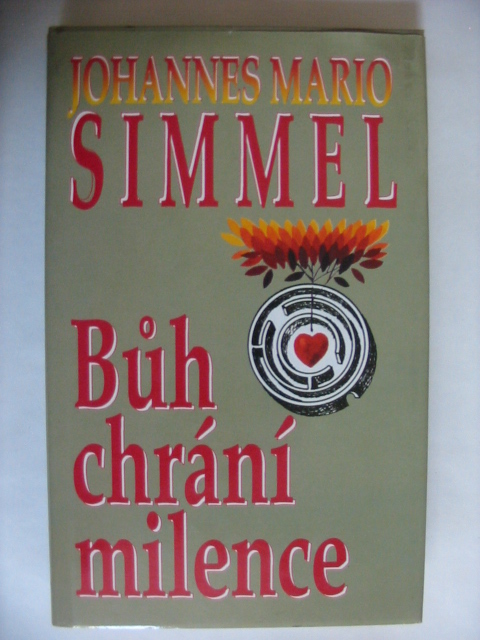 JOHANNES MARIO
SIMMEL
Bůh
chrání
milence